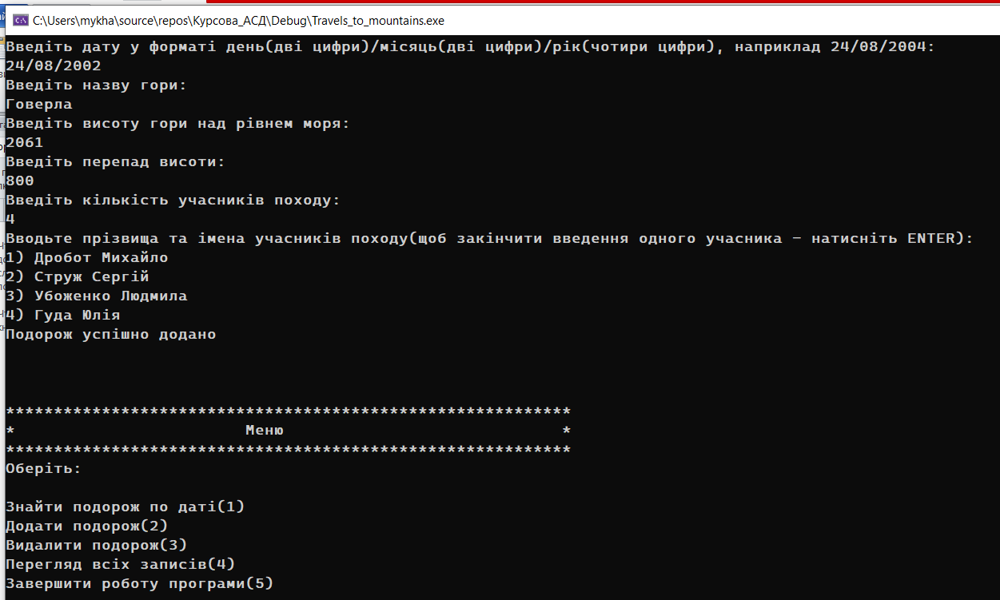 C:\Users\mykha\source\repos\Курсова_АСД\Debug\Travels_to_mountains.exe
Введіть дату у форматі день(дві цифри)/місяць(дві цифри)/рік(чотири цифри), наприклад 24/08/2004:
24/08/2002
Введіть назву гори:
Говерла
Введіть висоту гори над рівнем моря:
2061
Введіть перепад висоти:
800
Введіть кількість учасників походу:
4
Вводьте прізвища та імена учасників походу(щоб закінчити введення одного учасника – натисніть ENTER):
1) Дробот Михайло
2) Струж Сергій
3) Убоженко Людмила
4) Гуда Юлія
Подорож успішно додано
***********************************************************
* Меню *
***********************************************************
Оберіть:
Знайти подорож по даті(1)
Додати подорож(2)
Видалити подорож(3)
Перегляд всіх записів(4)
Завершити роботу програми(5)